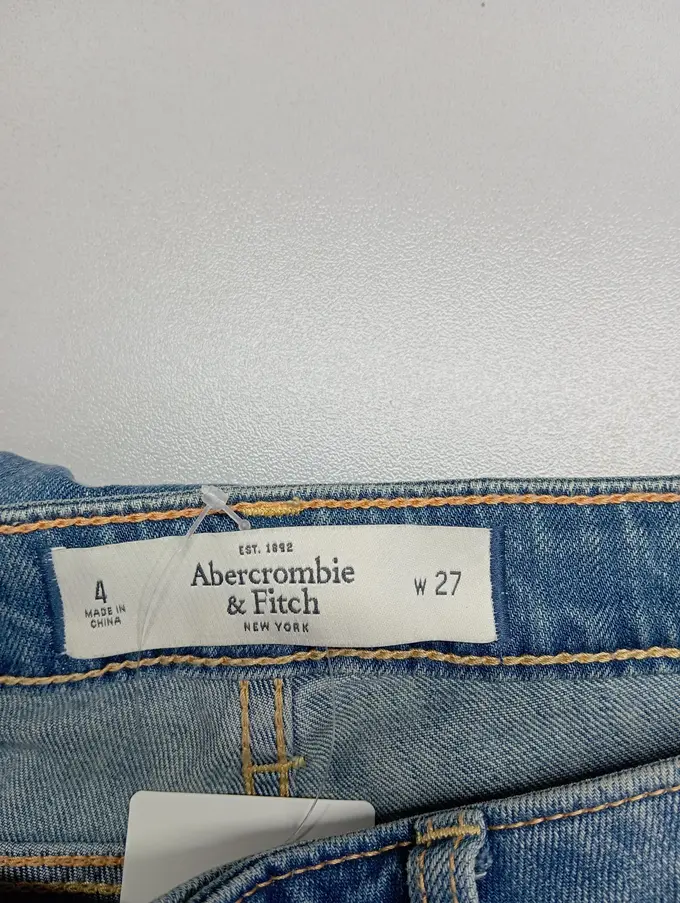 EST. 1892
Abercrombie
& Fitch
NEW YORK
4
MADE IN
CHINA
W 27